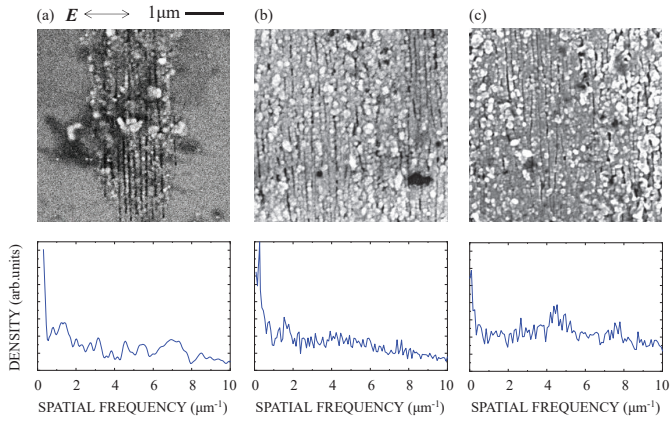 (a) E 1μm (b) (c)
DENSITY (arb.units)
0 2 4 6 8 10 0 2 4 6 8 10 0 2 4 6 8 10
SPATIAL FREQUENCY (μm⁻¹) SPATIAL FREQUENCY (μm⁻¹) SPATIAL FREQUENCY (μm⁻¹)